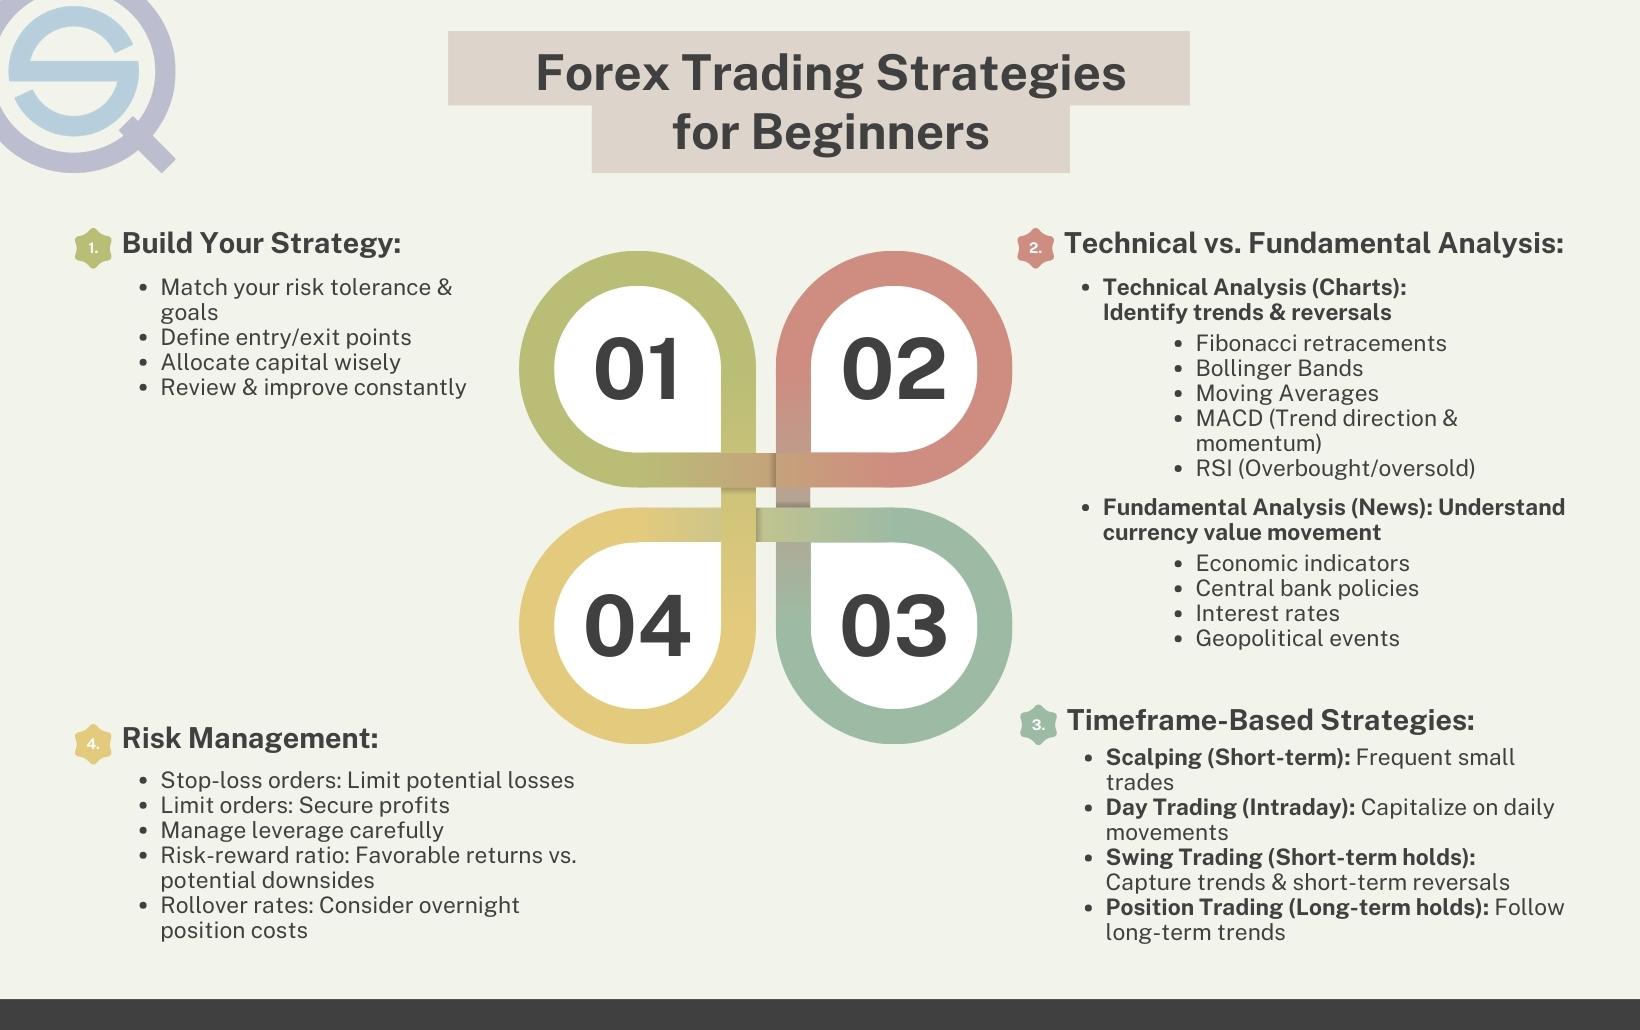 Forex Trading Strategies
for Beginners
1.
Build Your Strategy:
• Match your risk tolerance &
goals
• Define entry/exit points
• Allocate capital wisely
• Review & improve constantly
01
02
04
03
2.
Technical vs. Fundamental Analysis:
• Technical Analysis (Charts):
Identify trends & reversals
• Fibonacci retracements
• Bollinger Bands
• Moving Averages
• MACD (Trend direction &
momentum)
• RSI (Overbought/oversold)
• Fundamental Analysis (News): Understand
currency value movement
• Economic indicators
• Central bank policies
• Interest rates
• Geopolitical events
3.
Timeframe-Based Strategies:
• Scalping (Short-term): Frequent small
trades
• Day Trading (Intraday): Capitalize on daily
movements
• Swing Trading (Short-term holds):
Capture trends & short-term reversals
• Position Trading (Long-term holds): Follow
long-term trends
4.
Risk Management:
• Stop-loss orders: Limit potential losses
• Limit orders: Secure profits
• Manage leverage carefully
• Risk-reward ratio: Favorable returns vs.
potential downsides
• Rollover rates: Consider overnight
position costs